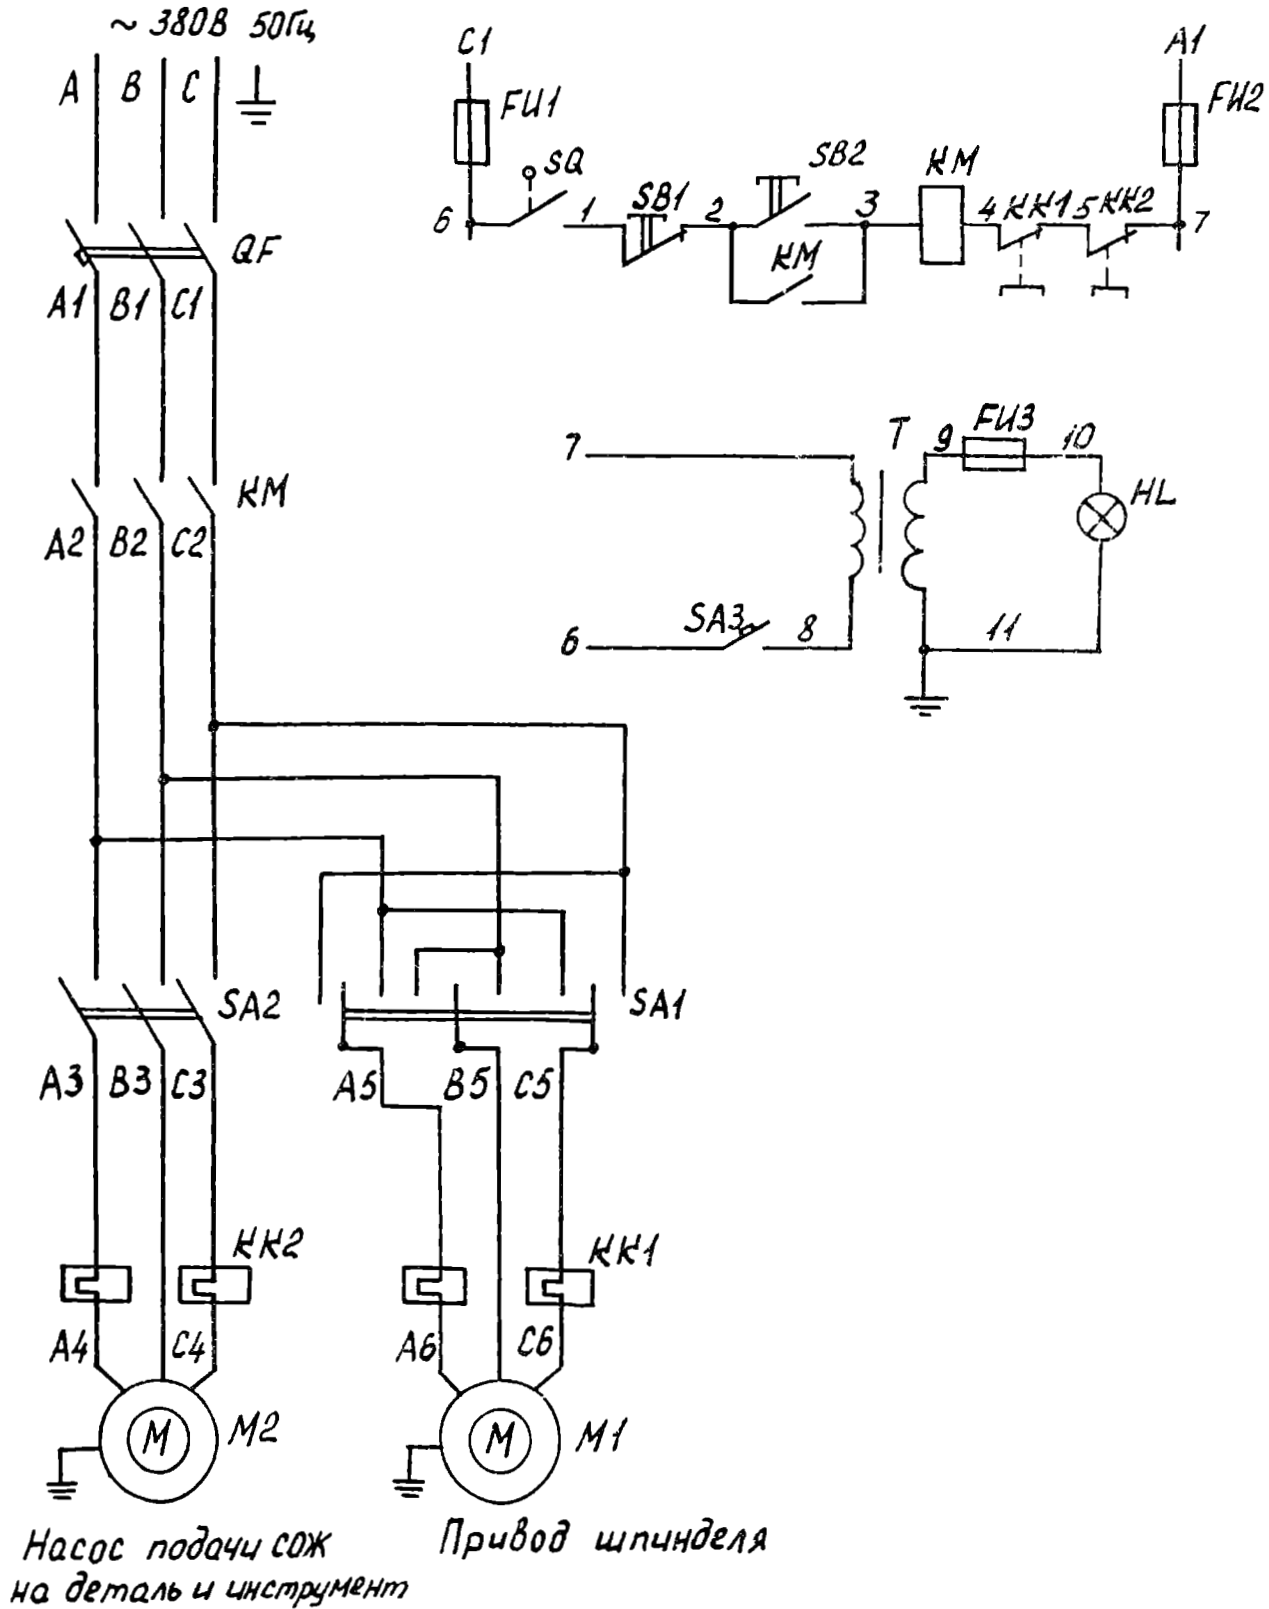 ~ 380В 50Гц
A B C
QF
A1 B1 C1
KM
A2 B2 C2
SA2
A3 B3 C3
KK2
A4 C4
M
M2
Насос подачи СОЖ
на деталь и инструмент
SA1
A5 B5 C5
KK1
A6 C6
M
M1
Привод шпинделя
C1 A1
FU1 FU2
SQ SB1 SB2 KM KK1 KK2
6 1 2 3 4 5 7
KM
7 T 9 FU3 10
HL
6 SA3 8 11